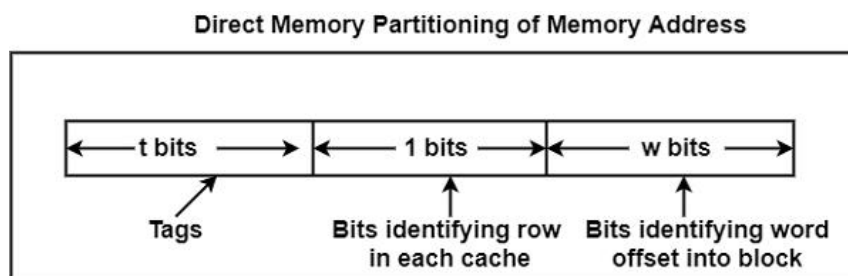 Direct Memory Partitioning of Memory Address
t bits
1 bits
w bits
Tags
Bits identifying row
in each cache
Bits identifying word
offset into block